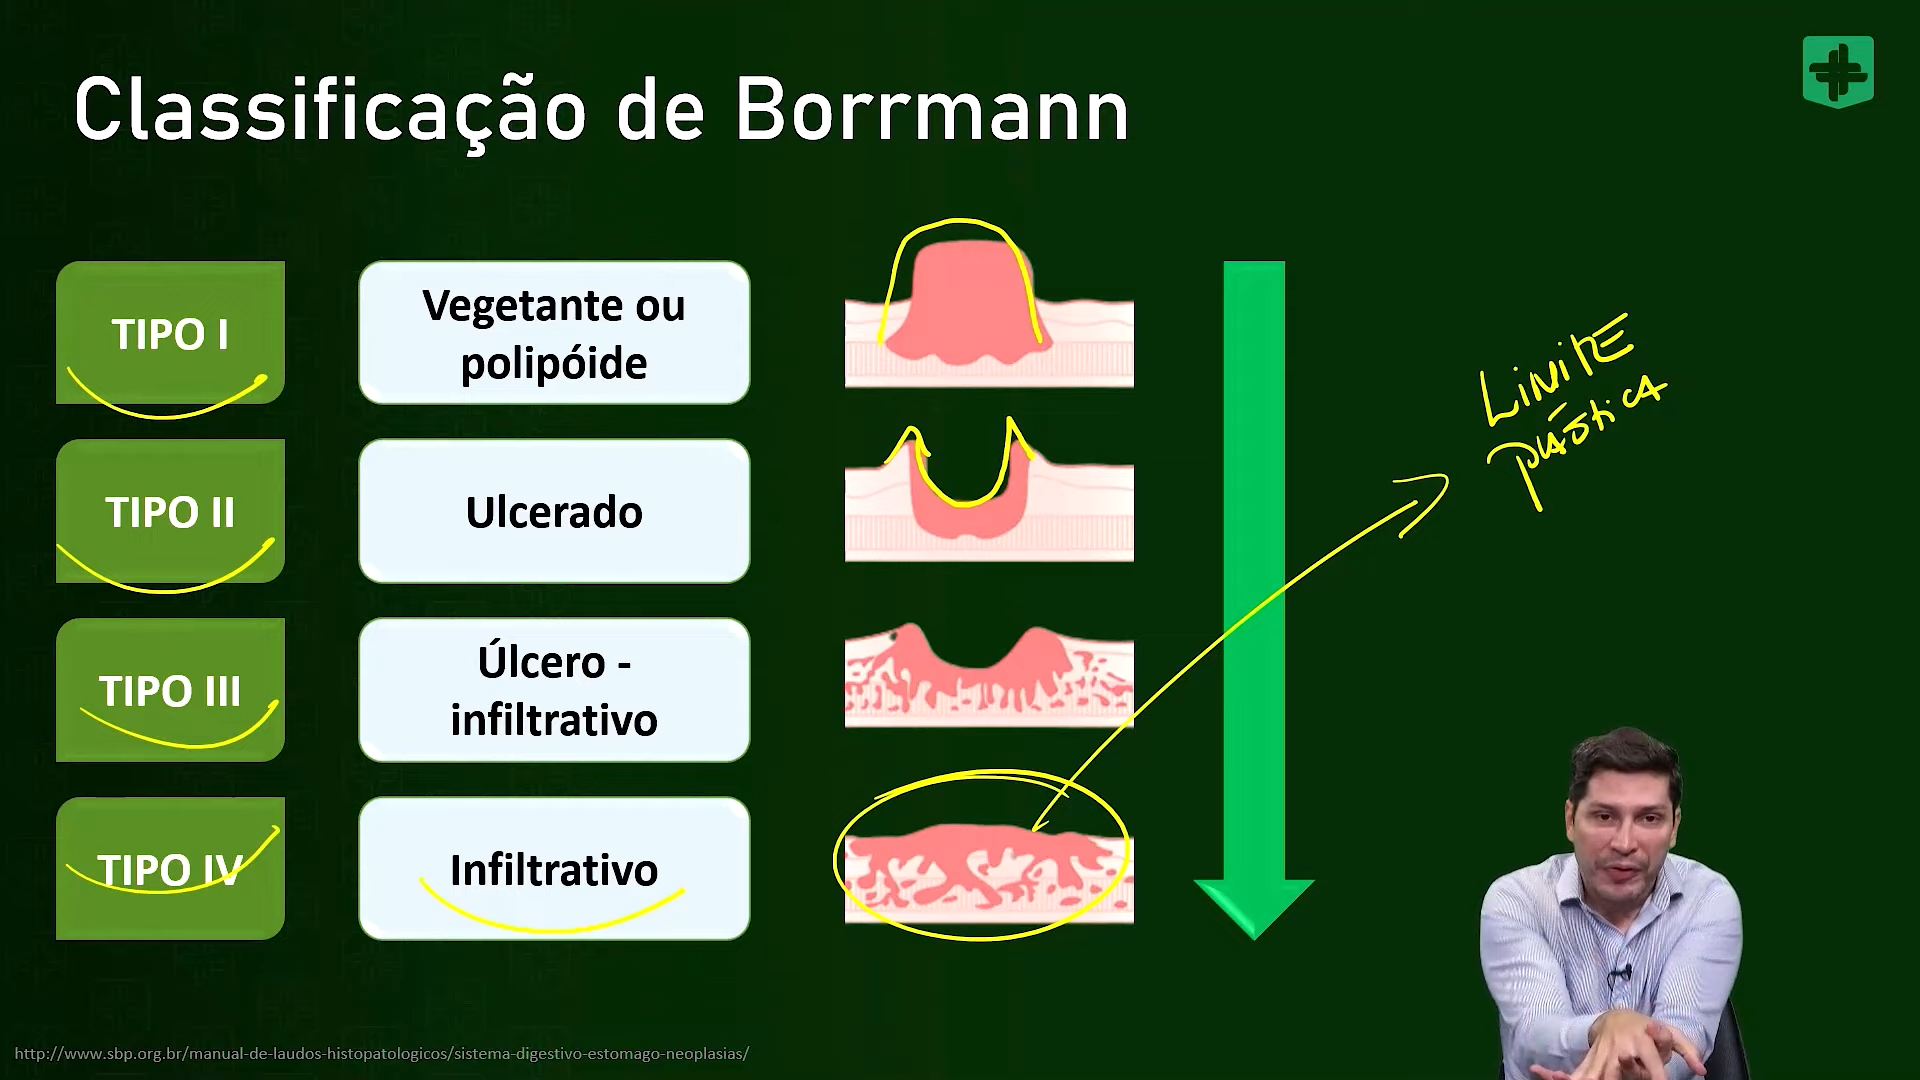 Classificação de Borrmann
TIPO I
Vegetante ou
polipóide
TIPO II
Ulcerado
TIPO III
Úlcero -
infiltrativo
TIPO IV
Infiltrativo
LiNiTE
PLÁSTiCA
http://www.sbp.org.br/manual-de-laudos-histopatologicos/sistema-digestivo-estomago-neoplasias/